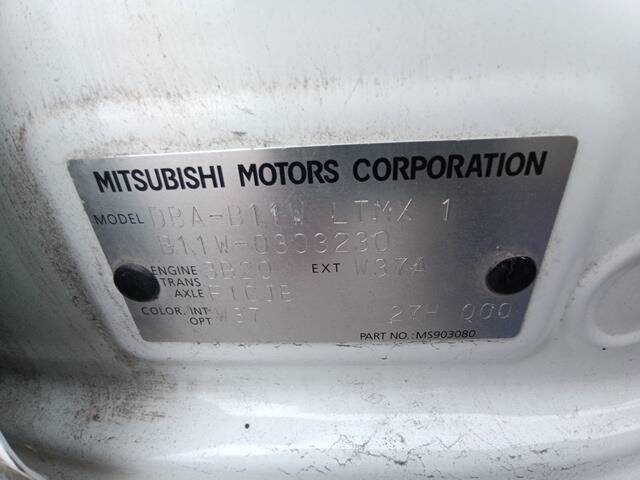 MITSUBISHI MOTORS CORPORATION
MODEL DBA-B11W LTMX 1
B11W-0303230
ENGINE 3B20 EXT W37A
TRANS AXLE F1CJB
COLOR, INT OPT W37 27H 000
PART NO.:MS903080